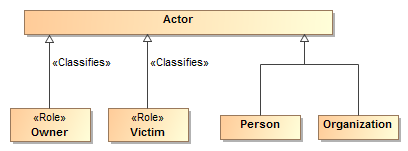 Actor
«Classifies» «Classifies»
«Role» «Role»
Owner Victim Person Organization